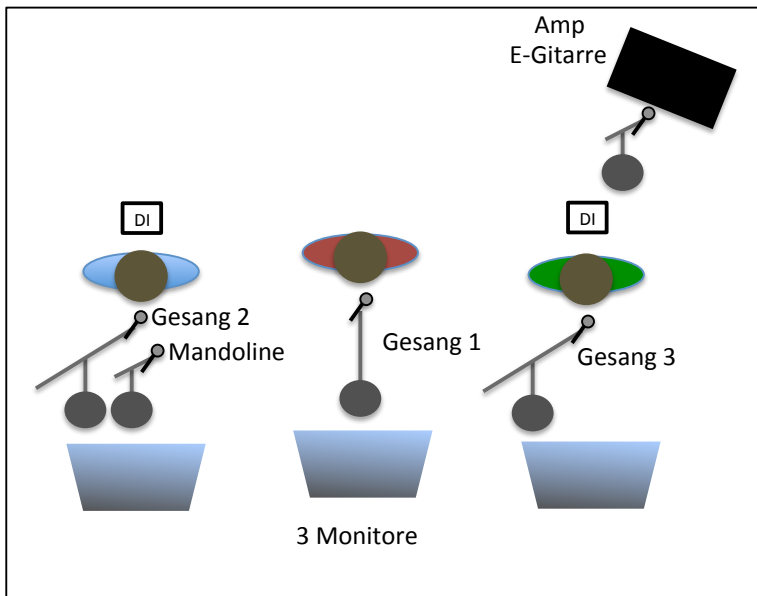 Amp
E-Gitarre
DI
DI
Gesang 2
Mandoline
Gesang 1
Gesang 3
3 Monitore